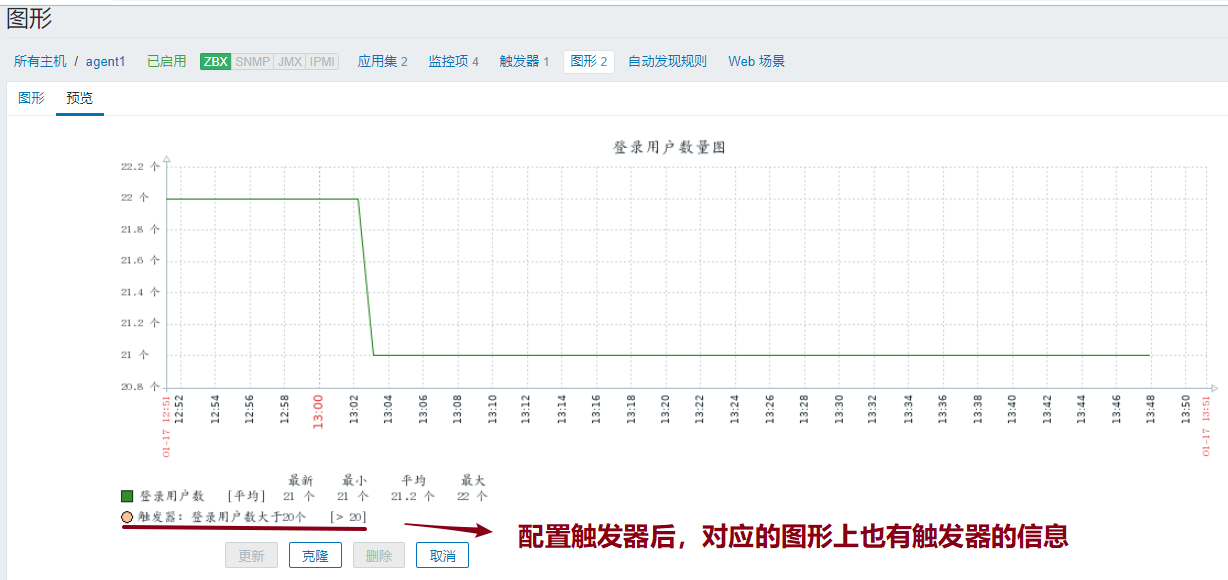 图形
所有主机 / agent1 已启用 ZBX SNMP JMX IPMI 应用集 2 监控项 4 触发器 1 图形 2 自动发现规则 Web 场景
图形 预览
登录用户数量图
22.2 个
22 个
21.8 个
21.6 个
21.4 个
21.2 个
21 个
20.8 个
01-17 12:51 12:52 12:54 12:56 12:58 13:00 13:02 13:04 13:06 13:08 13:10 13:12 13:14 13:16 13:18 13:20 13:22 13:24 13:26 13:28 13:30 13:32 13:34 13:36 13:38 13:40 13:42 13:44 13:46 13:48 13:50 01-17 13:51
最新 最小 平均 最大
登录用户数 [平均] 21 个 21 个 21.2 个 22 个
触发器: 登录用户数大于20个 [> 20]
配置触发器后，对应的图形上也有触发器的信息
更新 克隆 删除 取消